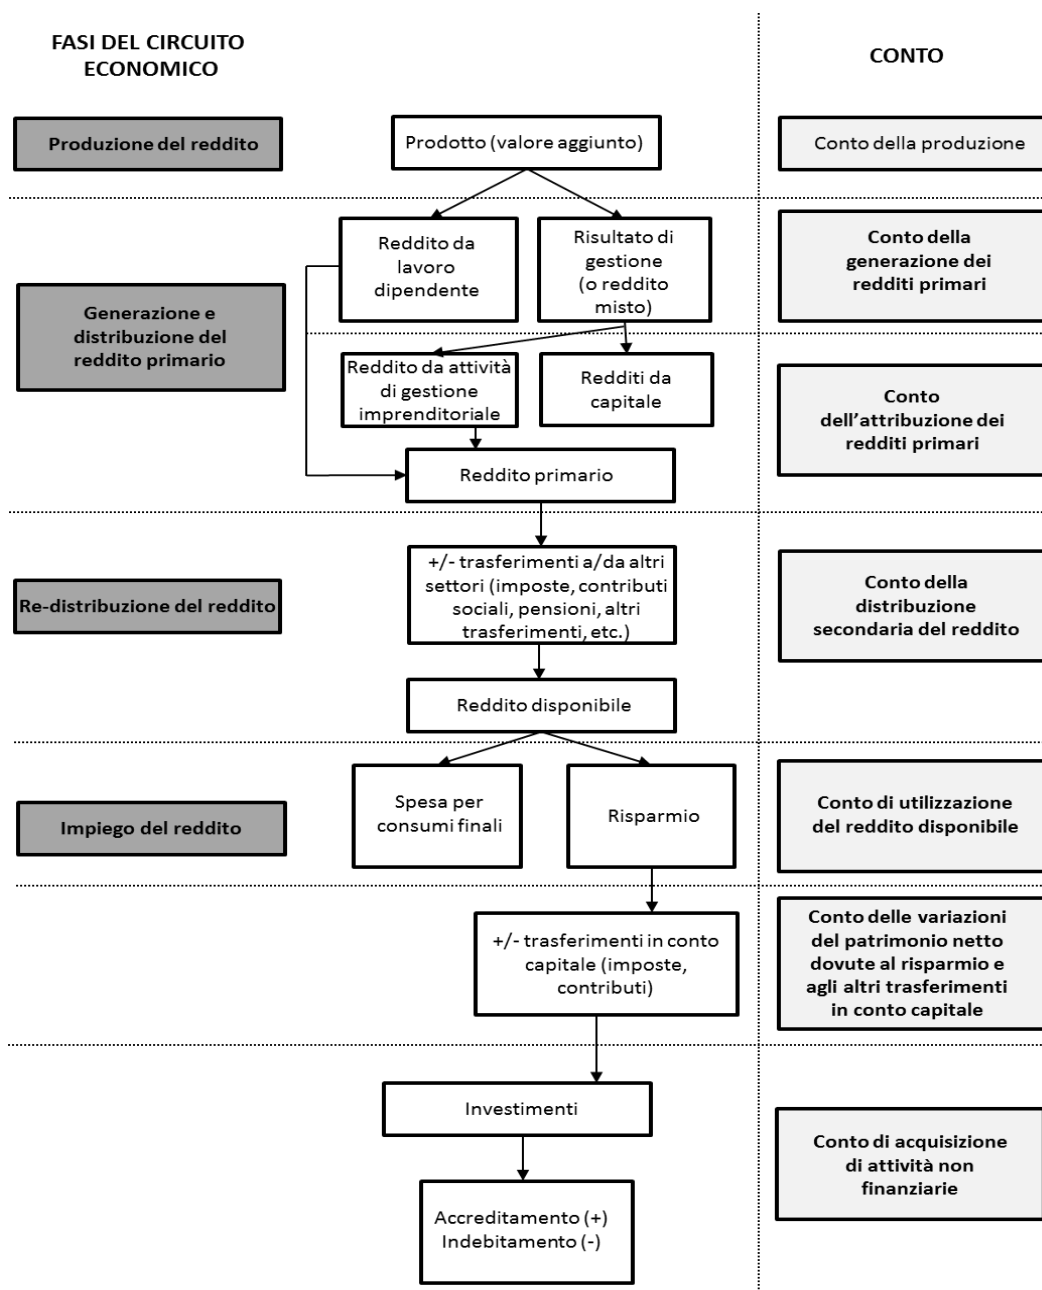 FASI DEL CIRCUITO
ECONOMICO
CONTO
Produzione del reddito
Prodotto (valore aggiunto)
Conto della produzione
Reddito da
lavoro
dipendente
Risultato di
gestione
(o reddito
misto)
Conto della
generazione dei
redditi primari
Generazione e
distribuzione del
reddito primario
Reddito da attività
di gestione
imprenditoriale
Redditi da
capitale
Conto
dell’attribuzione dei
redditi primari
Reddito primario
Re-distribuzione del reddito
+/- trasferimenti a/da altri
settori (imposte, contributi
sociali, pensioni, altri
trasferimenti, etc.)
Conto della
distribuzione
secondaria del reddito
Reddito disponibile
Impiego del reddito
Spesa per
consumi finali
Risparmio
Conto di utilizzazione
del reddito disponibile
+/- trasferimenti in conto
capitale (imposte,
contributi)
Conto delle variazioni
del patrimonio netto
dovute al risparmio e
agli altri trasferimenti
in conto capitale
Investimenti
Conto di acquisizione
di attività non
finanziarie
Accreditamento (+)
Indebitamento (-)